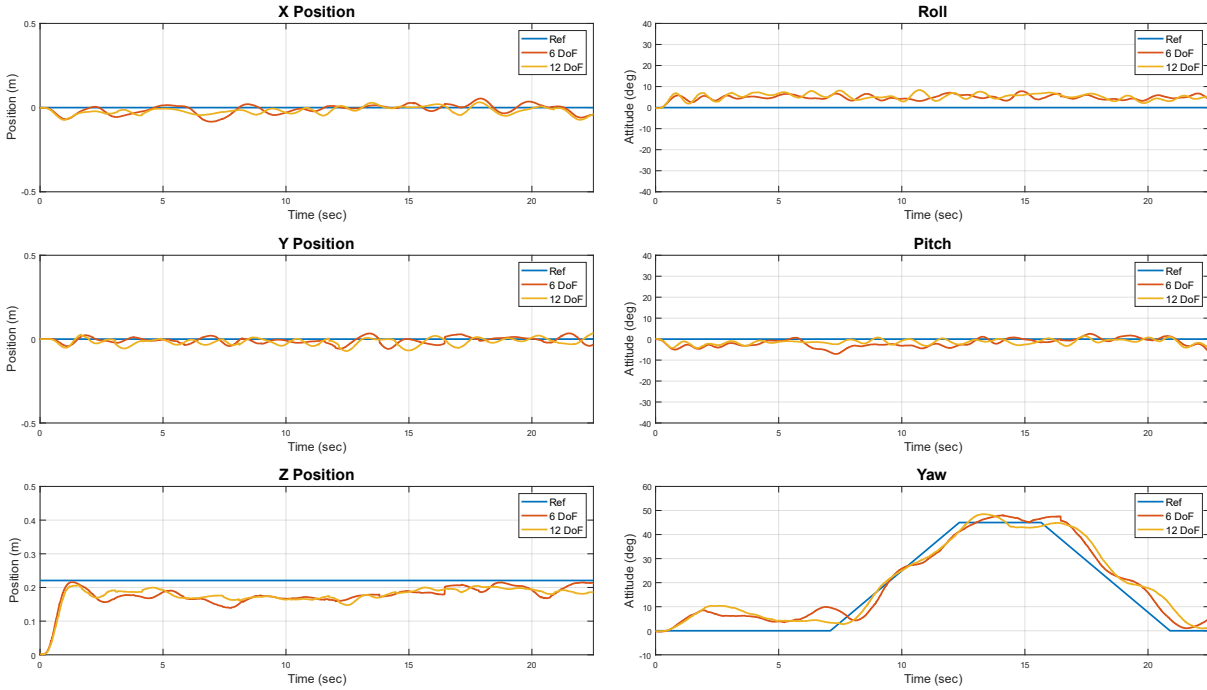 X Position
0.5
0
-0.5
Position (m)
Ref
6 DoF
12 DoF
0 5 10 15 20
Time (sec)
Roll
40
30
20
10
0
-10
-20
-30
-40
Attitude (deg)
Ref
6 DoF
12 DoF
0 5 10 15 20
Time (sec)
Y Position
0.5
0
-0.5
Position (m)
Ref
6 DoF
12 DoF
0 5 10 15 20
Time (sec)
Pitch
40
30
20
10
0
-10
-20
-30
-40
Attitude (deg)
Ref
6 DoF
12 DoF
0 5 10 15 20
Time (sec)
Z Position
0.5
0.4
0.3
0.2
0.1
0
Position (m)
Ref
6 DoF
12 DoF
0 5 10 15 20
Time (sec)
Yaw
60
50
40
30
20
10
0
-10
Attitude (deg)
Ref
6 DoF
12 DoF
0 5 10 15 20
Time (sec)